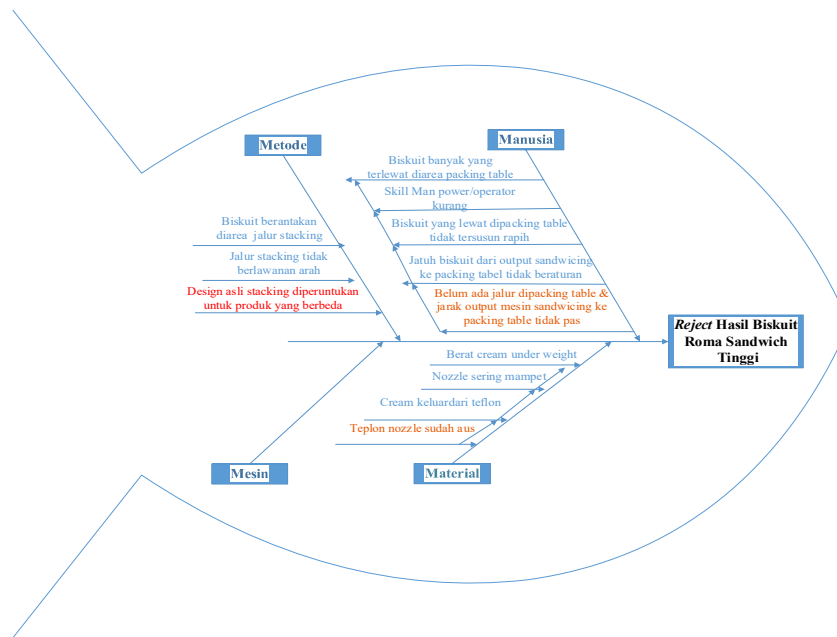 Metode
Manusia
Biskuit banyak yang
terlewat diarea packing table
Skill Man power/operator
kurang
Biskuit berantakan
diarea jalur stacking
Biskuit yang lewat dipacking table
tidak tersusun rapih
Jalur stacking tidak
berlawanan arah
Jatuh biskuit dari output sandwicing
ke packing tabel tidak beraturan
Design asli stacking diperuntukan
untuk produk yang berbeda
Belum ada jalur dipacking table &
jarak output mesin sandwicing ke
packing table tidak pas
Reject Hasil Biskuit
Roma Sandwich
Tinggi
Berat cream under weight
Nozzle sering mampet
Cream keluardari teflon
Teplon nozzle sudah aus
Mesin
Material